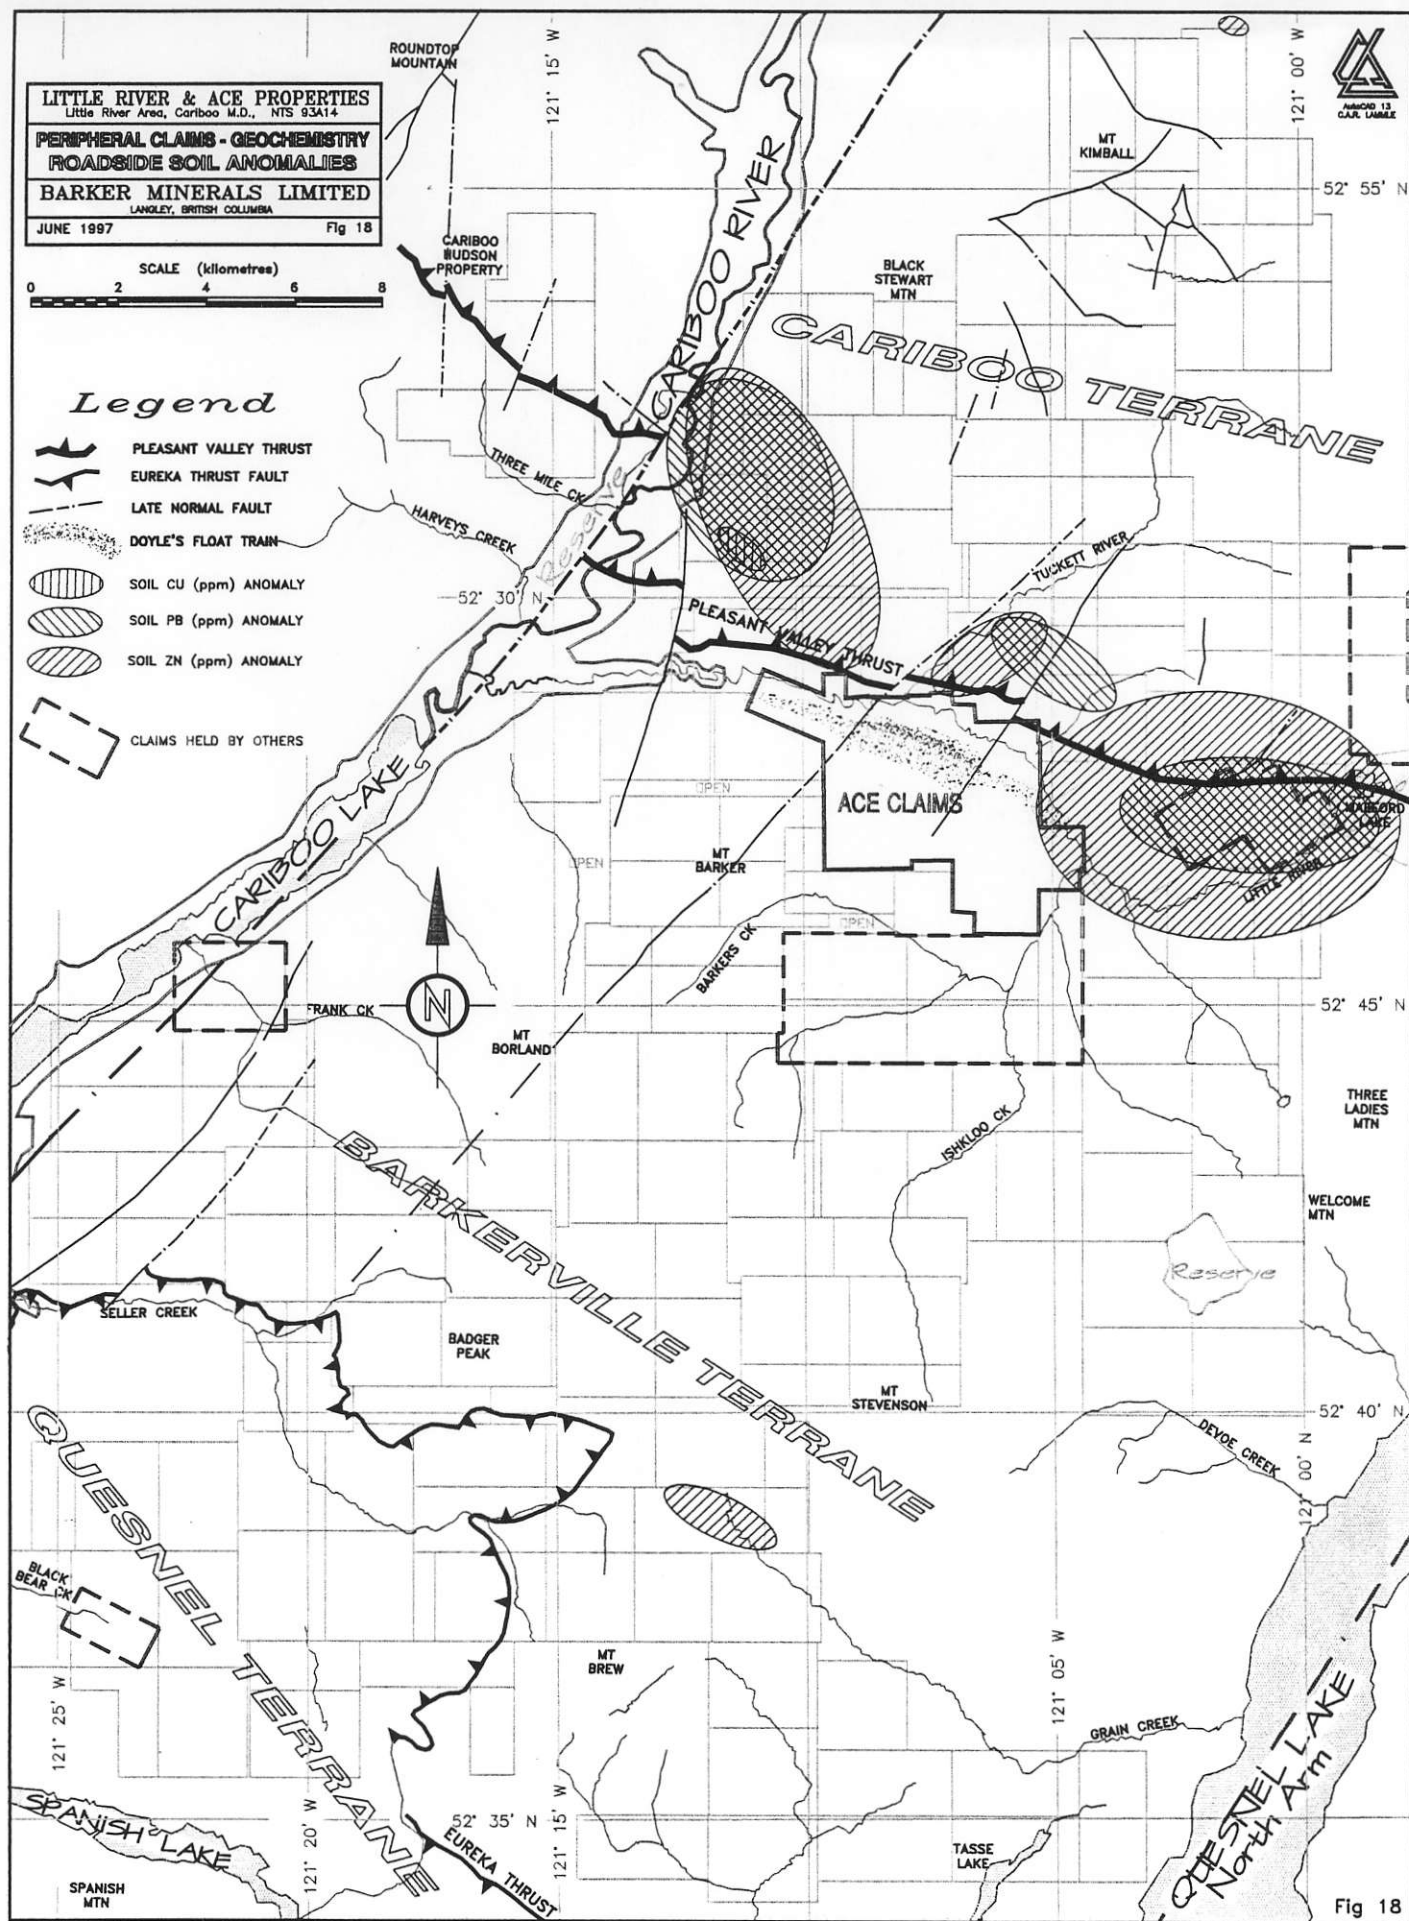 ROUNDTOP
MOUNTAIN
121° 15' W
121° 00' W
AutoCAD 13
C.A.R. LAMMLE
LITTLE RIVER & ACE PROPERTIES
Little River Area, Cariboo M.D., NTS 93A14
PERIPHERAL CLAIMS - GEOCHEMISTRY
ROADSIDE SOIL ANOMALIES
BARKER MINERALS LIMITED
LANGLEY, BRITISH COLUMBIA
JUNE 1997 Fig 18
MT
KIMBALL
52° 55' N
CARIBOO RIVER
CARIBOO
HUDSON
PROPERTY
SCALE (kilometres)
0 2 4 6 8
BLACK
STEWART
MTN
CARIBOO TERRANE
Legend
PLEASANT VALLEY THRUST
EUREKA THRUST FAULT
LATE NORMAL FAULT
DOYLE'S FLOAT TRAIN
SOIL CU (ppm) ANOMALY
SOIL PB (ppm) ANOMALY
SOIL ZN (ppm) ANOMALY
CLAIMS HELD BY OTHERS
THREE MILE CK
HARVEYS CREEK
Reserve
52° 30' N
TUCKETT RIVER
PLEASANT VALLEY THRUST
CARIBOO LAKE
OPEN
ACE CLAIMS
LAKE
MT
BARKER
OPEN
LITTLE RIVER
OPEN
BARKERS CK
FRANK CK
N
52° 45' N
MT
BORLAND
THREE
LADIES
MTN
ISHKLOO CK
BARKERVILLE TERRANE
WELCOME
MTN
Reserve
SELLER CREEK
BADGER
PEAK
MT
STEVENSON
52° 40' N
DEVOE CREEK
121° 00' N
QUESNEL TERRANE
BLACK
BEAR CK
MT
BREW
121° 25' W
121° 05' W
GRAIN CREEK
QUESNEL LAKE
North Arm
SPANISH LAKE
121° 20' W
52° 35' N
121° 15' W
EUREKA THRUST
TASSE
LAKE
SPANISH
MTN
Fig 18